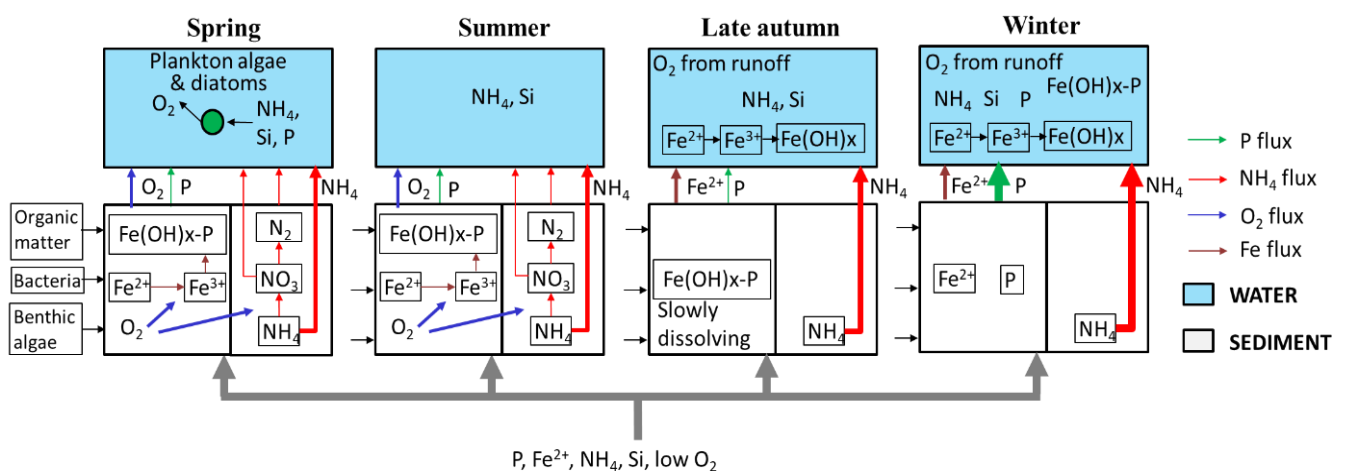 Spring
Plankton algae
& diatoms
O₂
NH₄,
Si, P
O₂
P
NH₄
Organic
matter
Bacteria
Benthic
algae
Fe(OH)x-P
Fe²⁺
Fe³⁺
O₂
N₂
NO₃
NH₄
Summer
NH₄, Si
O₂
P
NH₄
Fe(OH)x-P
Fe²⁺
Fe³⁺
O₂
N₂
NO₃
NH₄
Late autumn
O₂ from runoff
NH₄, Si
Fe²⁺
Fe³⁺
Fe(OH)x
Fe²⁺
P
NH₄
Fe(OH)x-P
Slowly
dissolving
NH₄
Winter
O₂ from runoff
Fe(OH)x-P
NH₄ Si P
Fe²⁺
Fe³⁺
Fe(OH)x
Fe²⁺
P
NH₄
Fe²⁺
P
NH₄
P flux
NH₄ flux
O₂ flux
Fe flux
WATER
SEDIMENT
P, Fe²⁺, NH₄, Si, low O₂